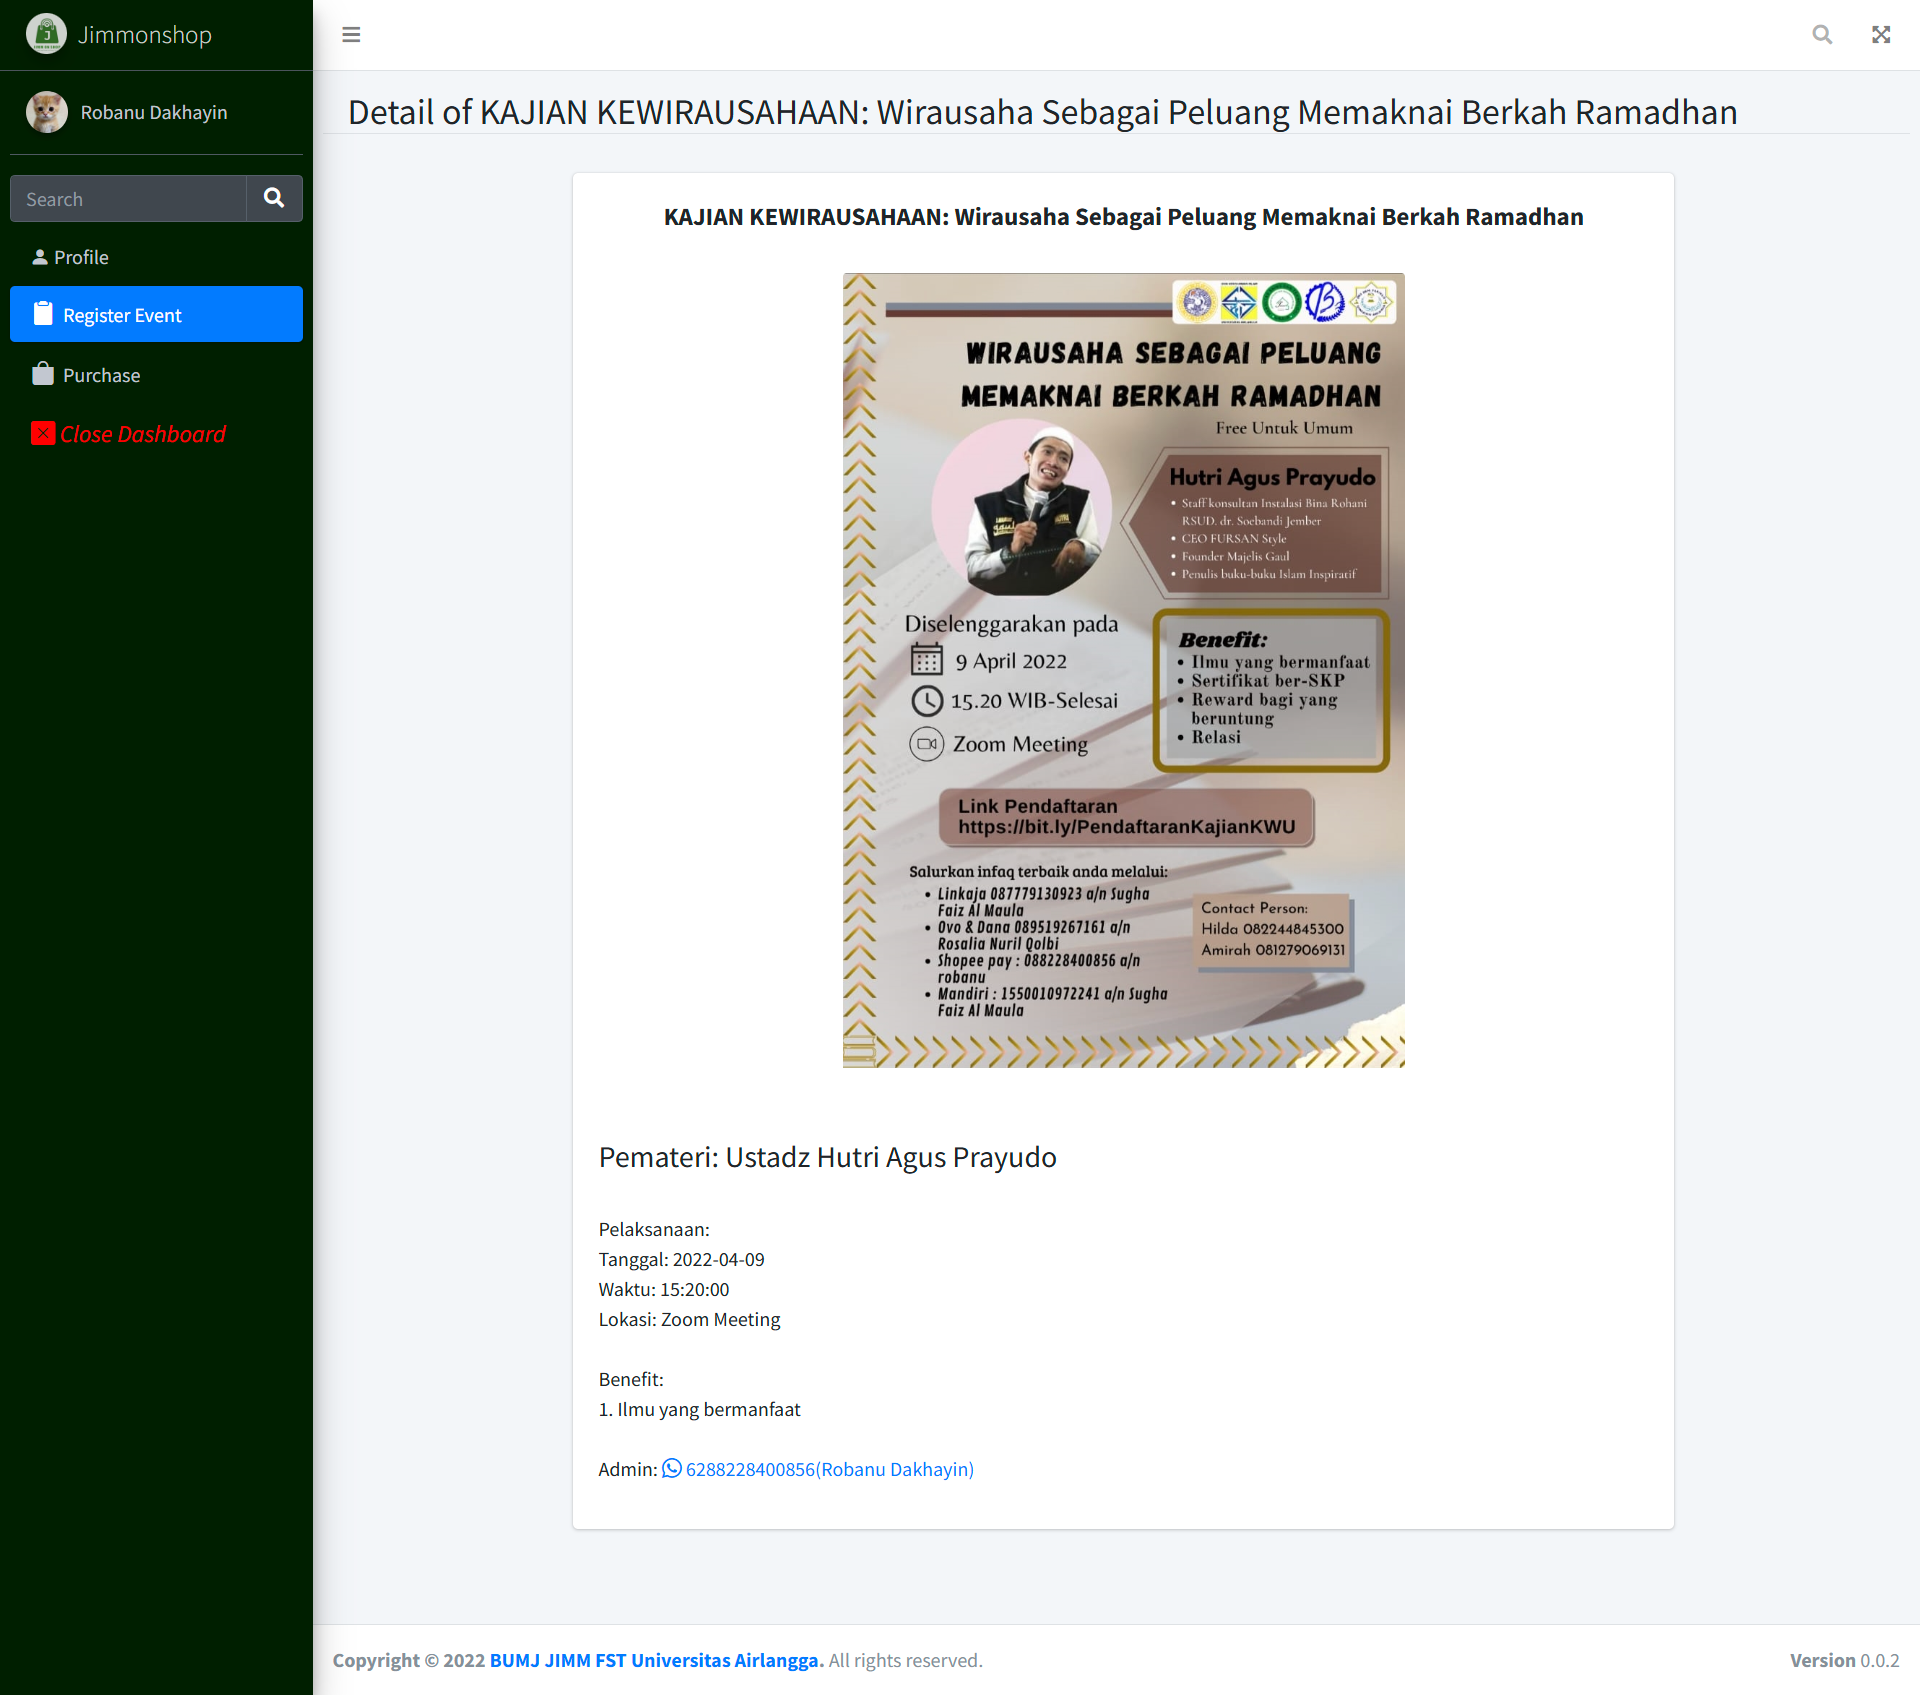 Jimmonshop
Robanu Dakhayin
Search
Profile
Register Event
Purchase
Close Dashboard
Detail of KAJIAN KEWIRAUSAHAAN: Wirausaha Sebagai Peluang Memaknai Berkah Ramadhan
KAJIAN KEWIRAUSAHAAN: Wirausaha Sebagai Peluang Memaknai Berkah Ramadhan
WIRAUSAHA SEBAGAI PELUANG
MEMAKNAI BERKAH RAMADHAN
Free Untuk Umum
Hutri Agus Prayudo
• Staff konsultan Instalasi Bina Rohani
RSUD. dr. Soebandi Jember
• CEO FURSAN Style
• Founder Majelis Gaul
• Penulis buku-buku Islam Inspiratif
Diselenggarakan pada
9 April 2022
15.20 WIB-Selesai
Zoom Meeting
Benefit:
• Ilmu yang bermanfaat
• Sertifikat ber-SKP
• Reward bagi yang
beruntung
• Relasi
Link Pendaftaran
https://bit.ly/PendaftaranKajianKWU
Salurkan infaq terbaik anda melalui:
• Linkaja 087779130923 a/n Sugha
Faiz Al Maula
• Ovo & Dana 089519267161 a/n
Rosalia Nuril Qolbi
• Shopee pay : 088228400856 a/n
robanu
• Mandiri : 1550010972241 a/n Sugha
Faiz Al Maula
Contact Person:
Hilda 082244845300
Amirah 081279069131
Pemateri: Ustadz Hutri Agus Prayudo
Pelaksanaan:
Tanggal: 2022-04-09
Waktu: 15:20:00
Lokasi: Zoom Meeting
Benefit:
1. Ilmu yang bermanfaat
Admin: 6288228400856(Robanu Dakhayin)
Copyright © 2022 BUMJ JIMM FST Universitas Airlangga. All rights reserved.
Version 0.0.2